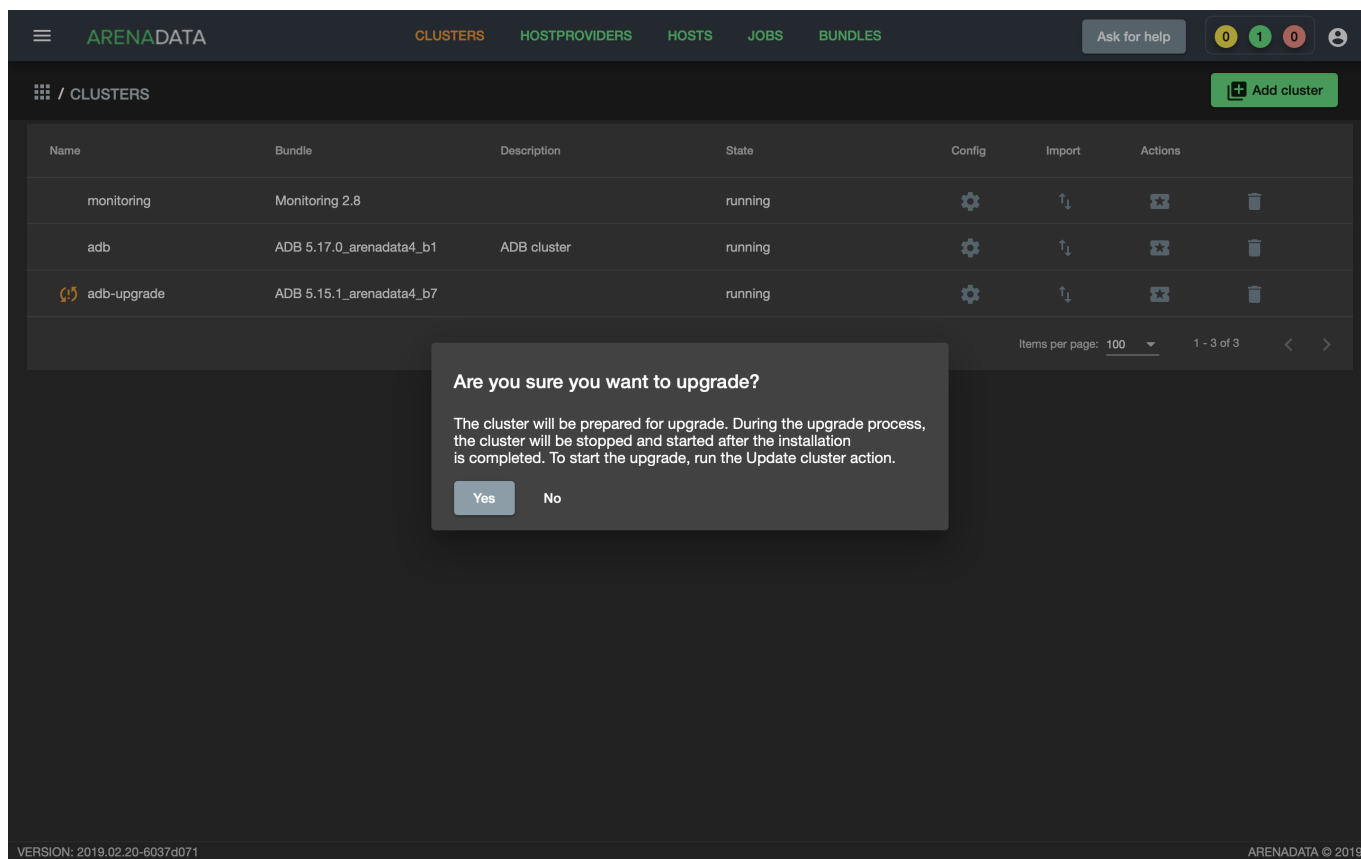 ARENADATA CLUSTERS HOSTPROVIDERS HOSTS JOBS BUNDLES Ask for help 0 1 0
/ CLUSTERS Add cluster
Name Bundle Description State Config Import Actions
monitoring Monitoring 2.8 running
adb ADB 5.17.0_arenadata4_b1 ADB cluster running
adb-upgrade ADB 5.15.1_arenadata4_b7 running
Items per page: 100 1 - 3 of 3
Are you sure you want to upgrade?
The cluster will be prepared for upgrade. During the upgrade process,
the cluster will be stopped and started after the installation
is completed. To start the upgrade, run the Update cluster action.
Yes No
VERSION: 2019.02.20-6037d071 ARENADATA © 2019